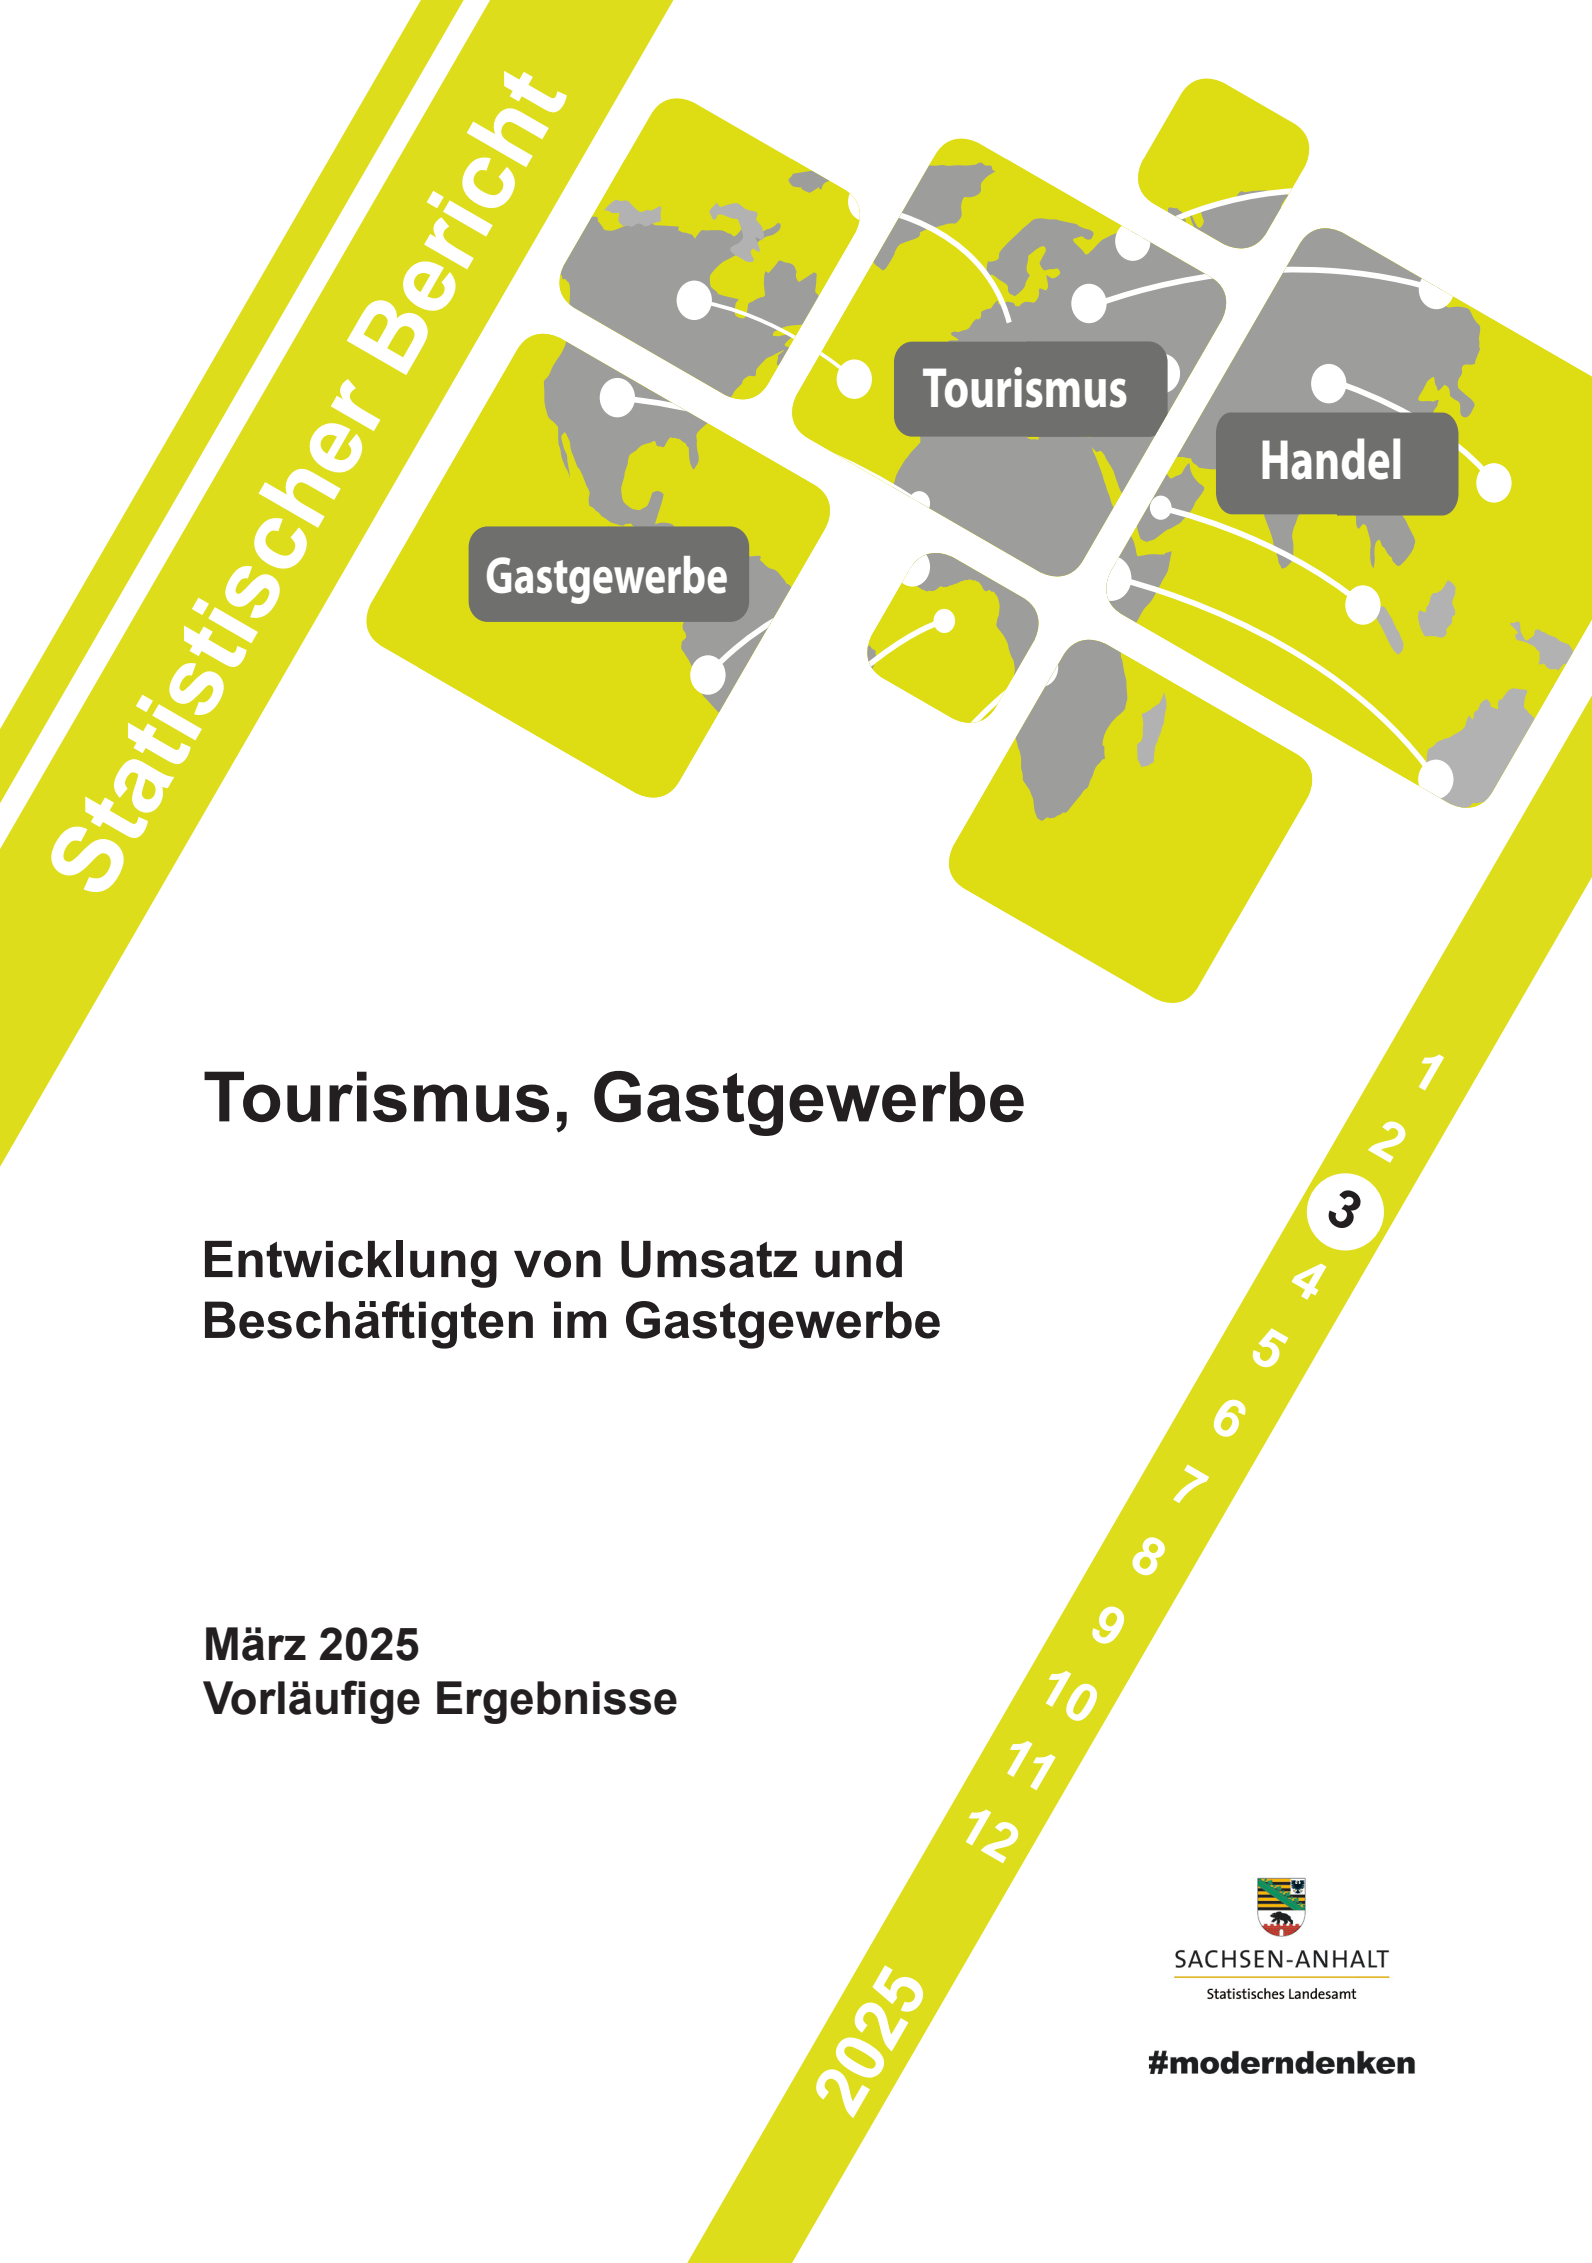 Statistischer Bericht
Tourismus
Handel
Gastgewerbe
Tourismus, Gastgewerbe
Entwicklung von Umsatz und
Beschäftigten im Gastgewerbe
März 2025
Vorläufige Ergebnisse
1
2
3
4
5
6
7
8
9
10
11
12
2025
SACHSEN-ANHALT
Statistisches Landesamt
#moderndenken